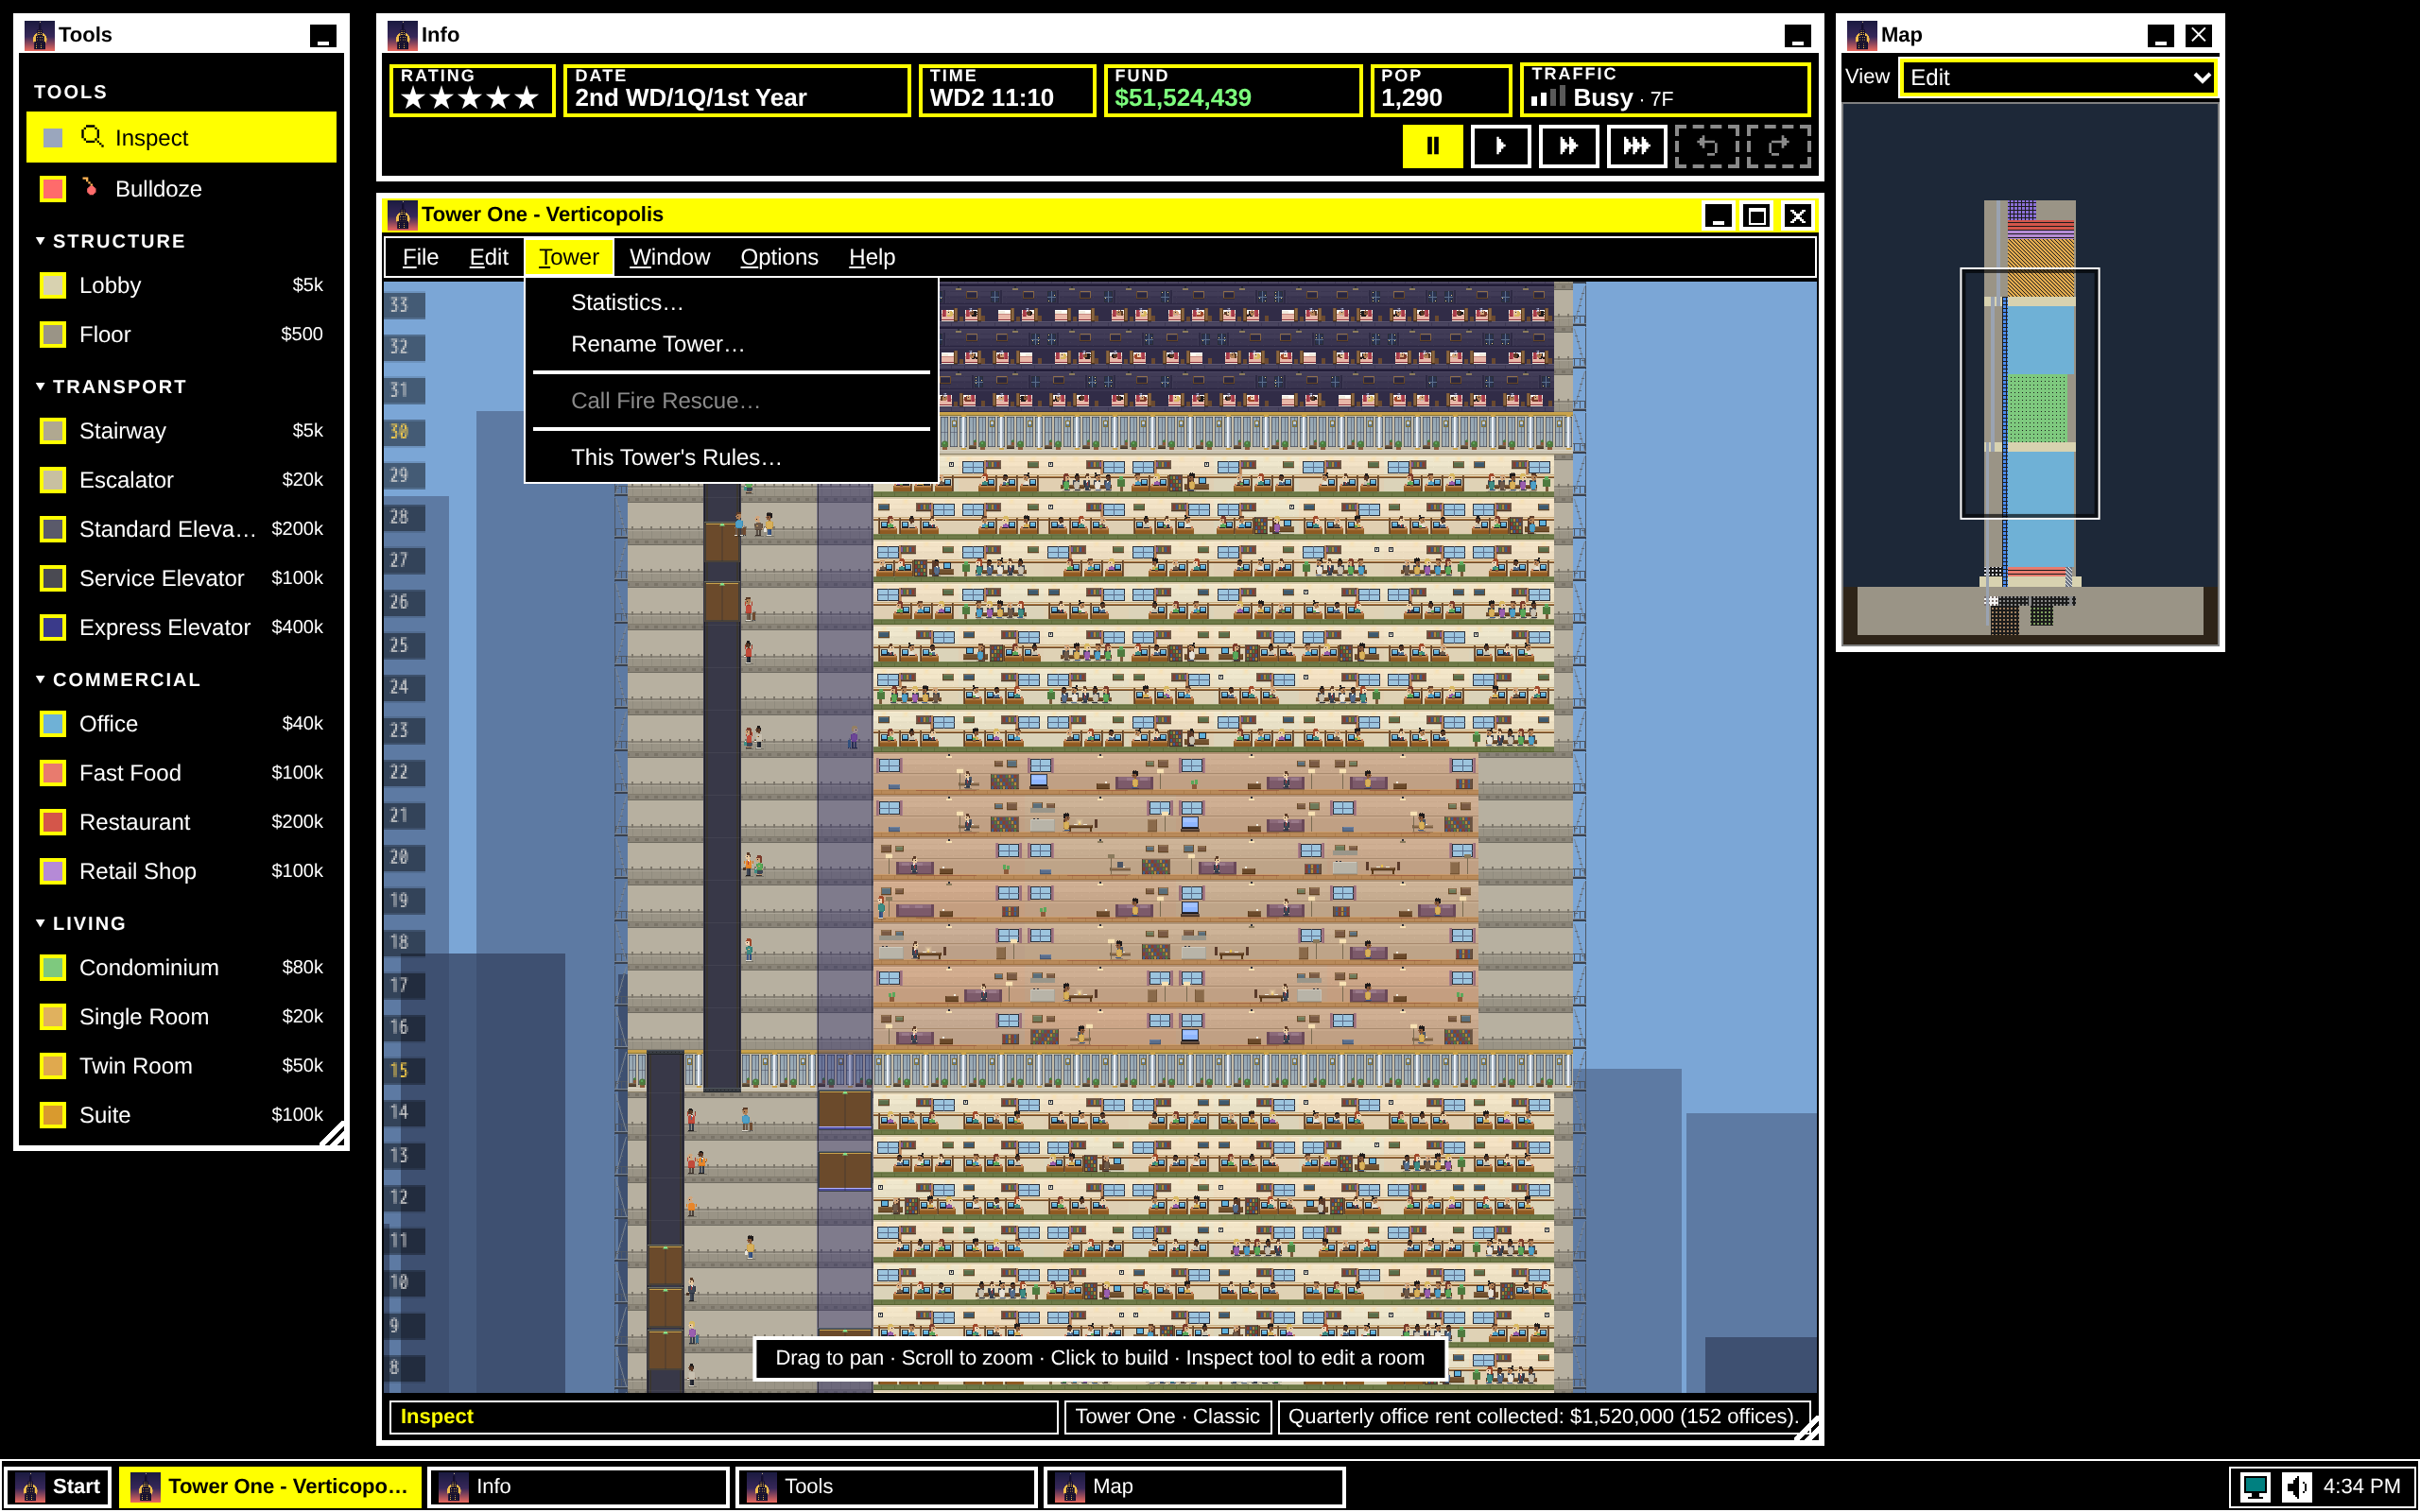 Tools
TOOLS
Inspect
Bulldoze
STRUCTURE
Lobby $5k
Floor $500
TRANSPORT
Stairway $5k
Escalator $20k
Standard Eleva… $200k
Service Elevator $100k
Express Elevator $400k
COMMERCIAL
Office $40k
Fast Food $100k
Restaurant $200k
Retail Shop $100k
LIVING
Condominium $80k
Single Room $20k
Twin Room $50k
Suite $100k
Info
RATING
★★★★★
DATE
2nd WD/1Q/1st Year
TIME
WD2 11:10
FUND
$51,524,439
POP
1,290
TRAFFIC
Busy · 7F
Tower One - Verticopolis
File Edit Tower Window Options Help
Statistics…
Rename Tower…
Call Fire Rescue…
This Tower's Rules…
33
32
31
30
29
28
27
26
25
24
23
22
21
20
19
18
17
16
15
14
13
12
11
10
9
8
Drag to pan · Scroll to zoom · Click to build · Inspect tool to edit a room
Inspect
Tower One · Classic
Quarterly office rent collected: $1,520,000 (152 offices).
Map
View Edit
Start
Tower One - Verticopo…
Info
Tools
Map
4:34 PM